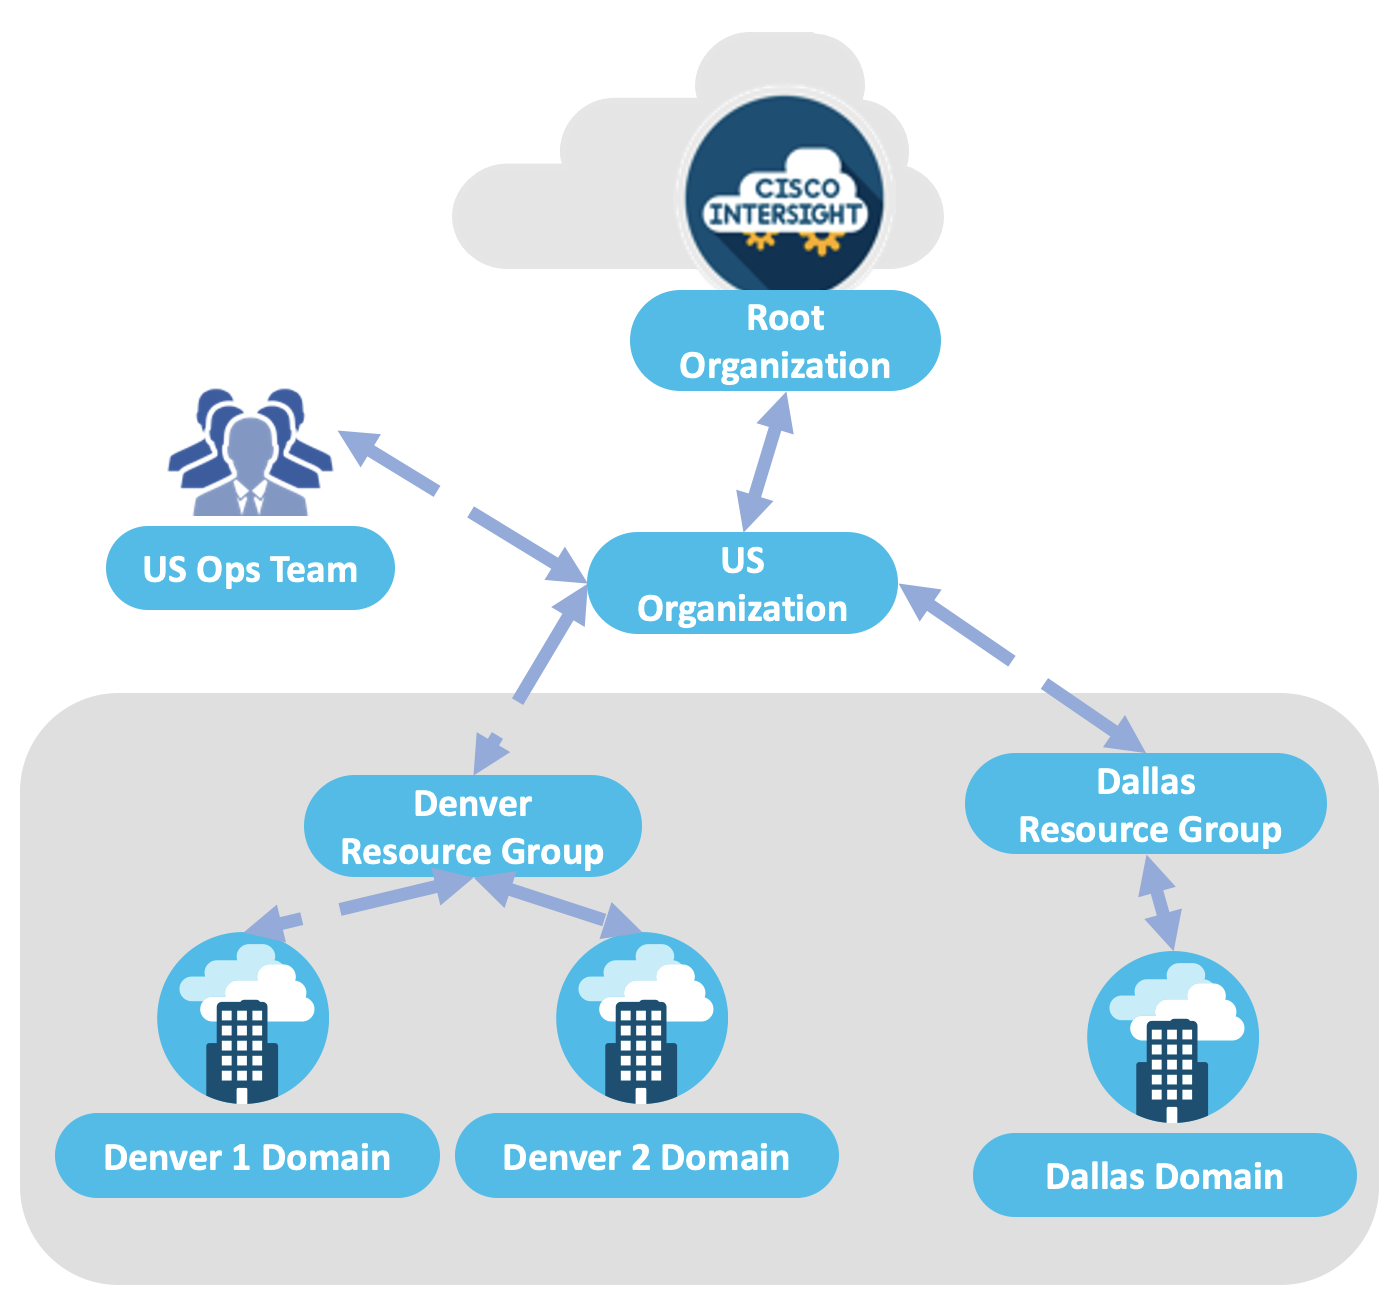 CISCO
INTERSIGHT
Root
Organization
US Ops Team
US
Organization
Denver
Resource Group
Dallas
Resource Group
Denver 1 Domain
Denver 2 Domain
Dallas Domain